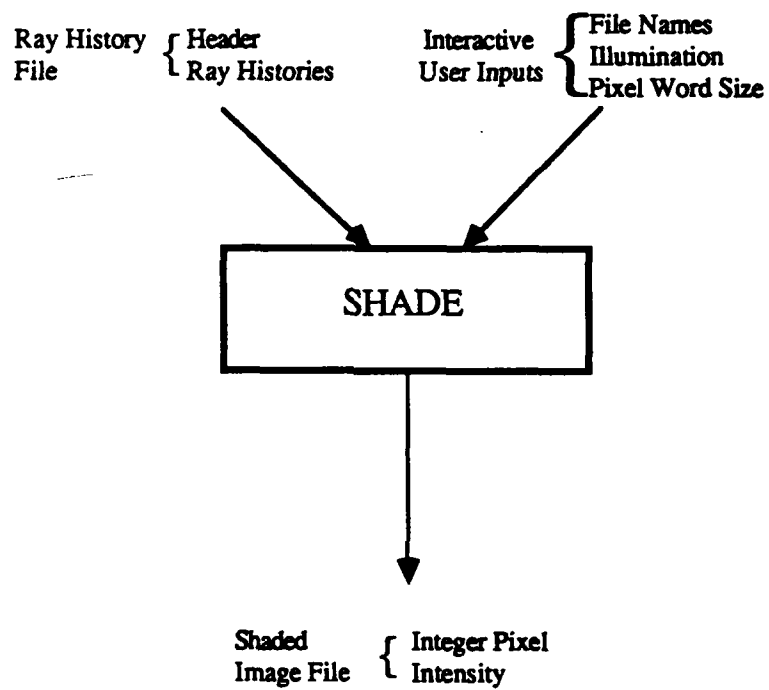 Ray History File { Header
Ray Histories
Interactive User Inputs { File Names
Illumination
Pixel Word Size
SHADE
Shaded Image File { Integer Pixel
Intensity